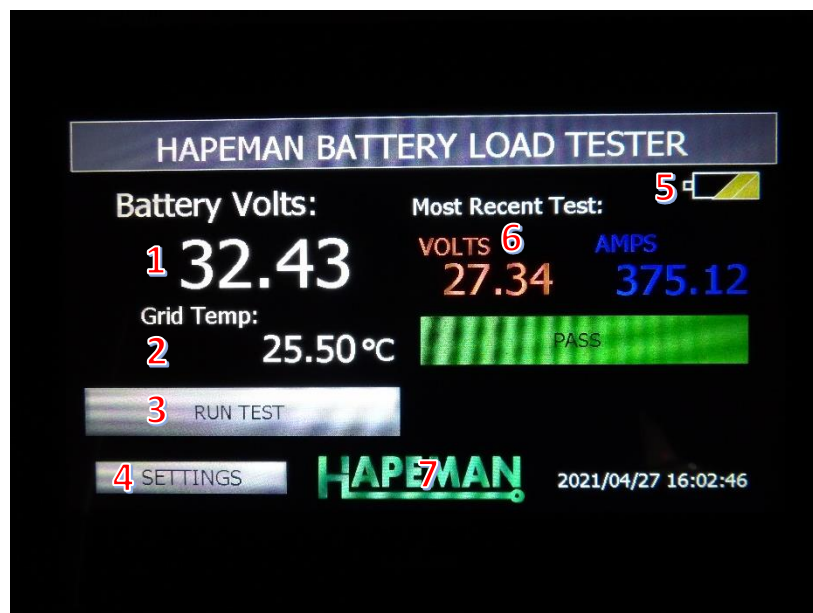 HAPEMAN BATTERY LOAD TESTER
5
Battery Volts:
Most Recent Test:
1 32.43
VOLTS 6 AMPS
27.34 375.12
Grid Temp:
2 25.50 °C
PASS
3 RUN TEST
4 SETTINGS
HAPEMAN 7
2021/04/27 16:02:46